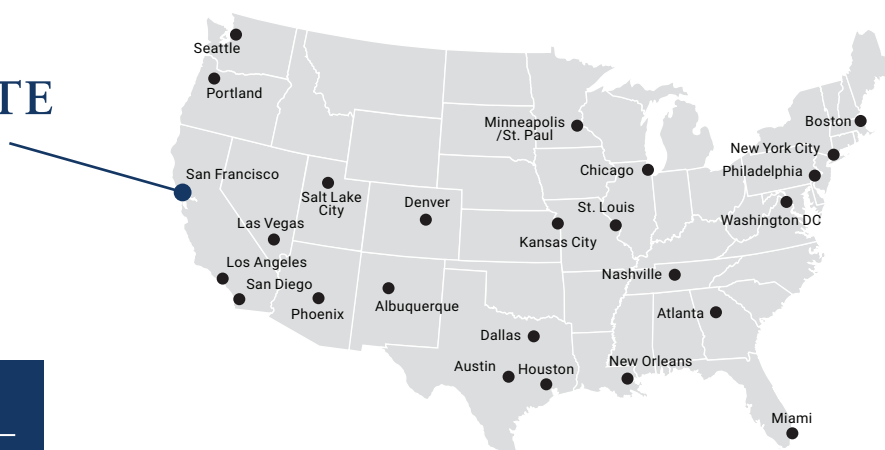 Seattle
TE
Portland
Minneapolis
/St. Paul
Boston
New York City
San Francisco
Chicago
Philadelphia
Salt Lake
City
Denver
St. Louis
Washington DC
Las Vegas
Kansas City
Los Angeles
Nashville
San Diego
Phoenix
Albuquerque
Atlanta
Dallas
New Orleans
Austin
Houston
Miami